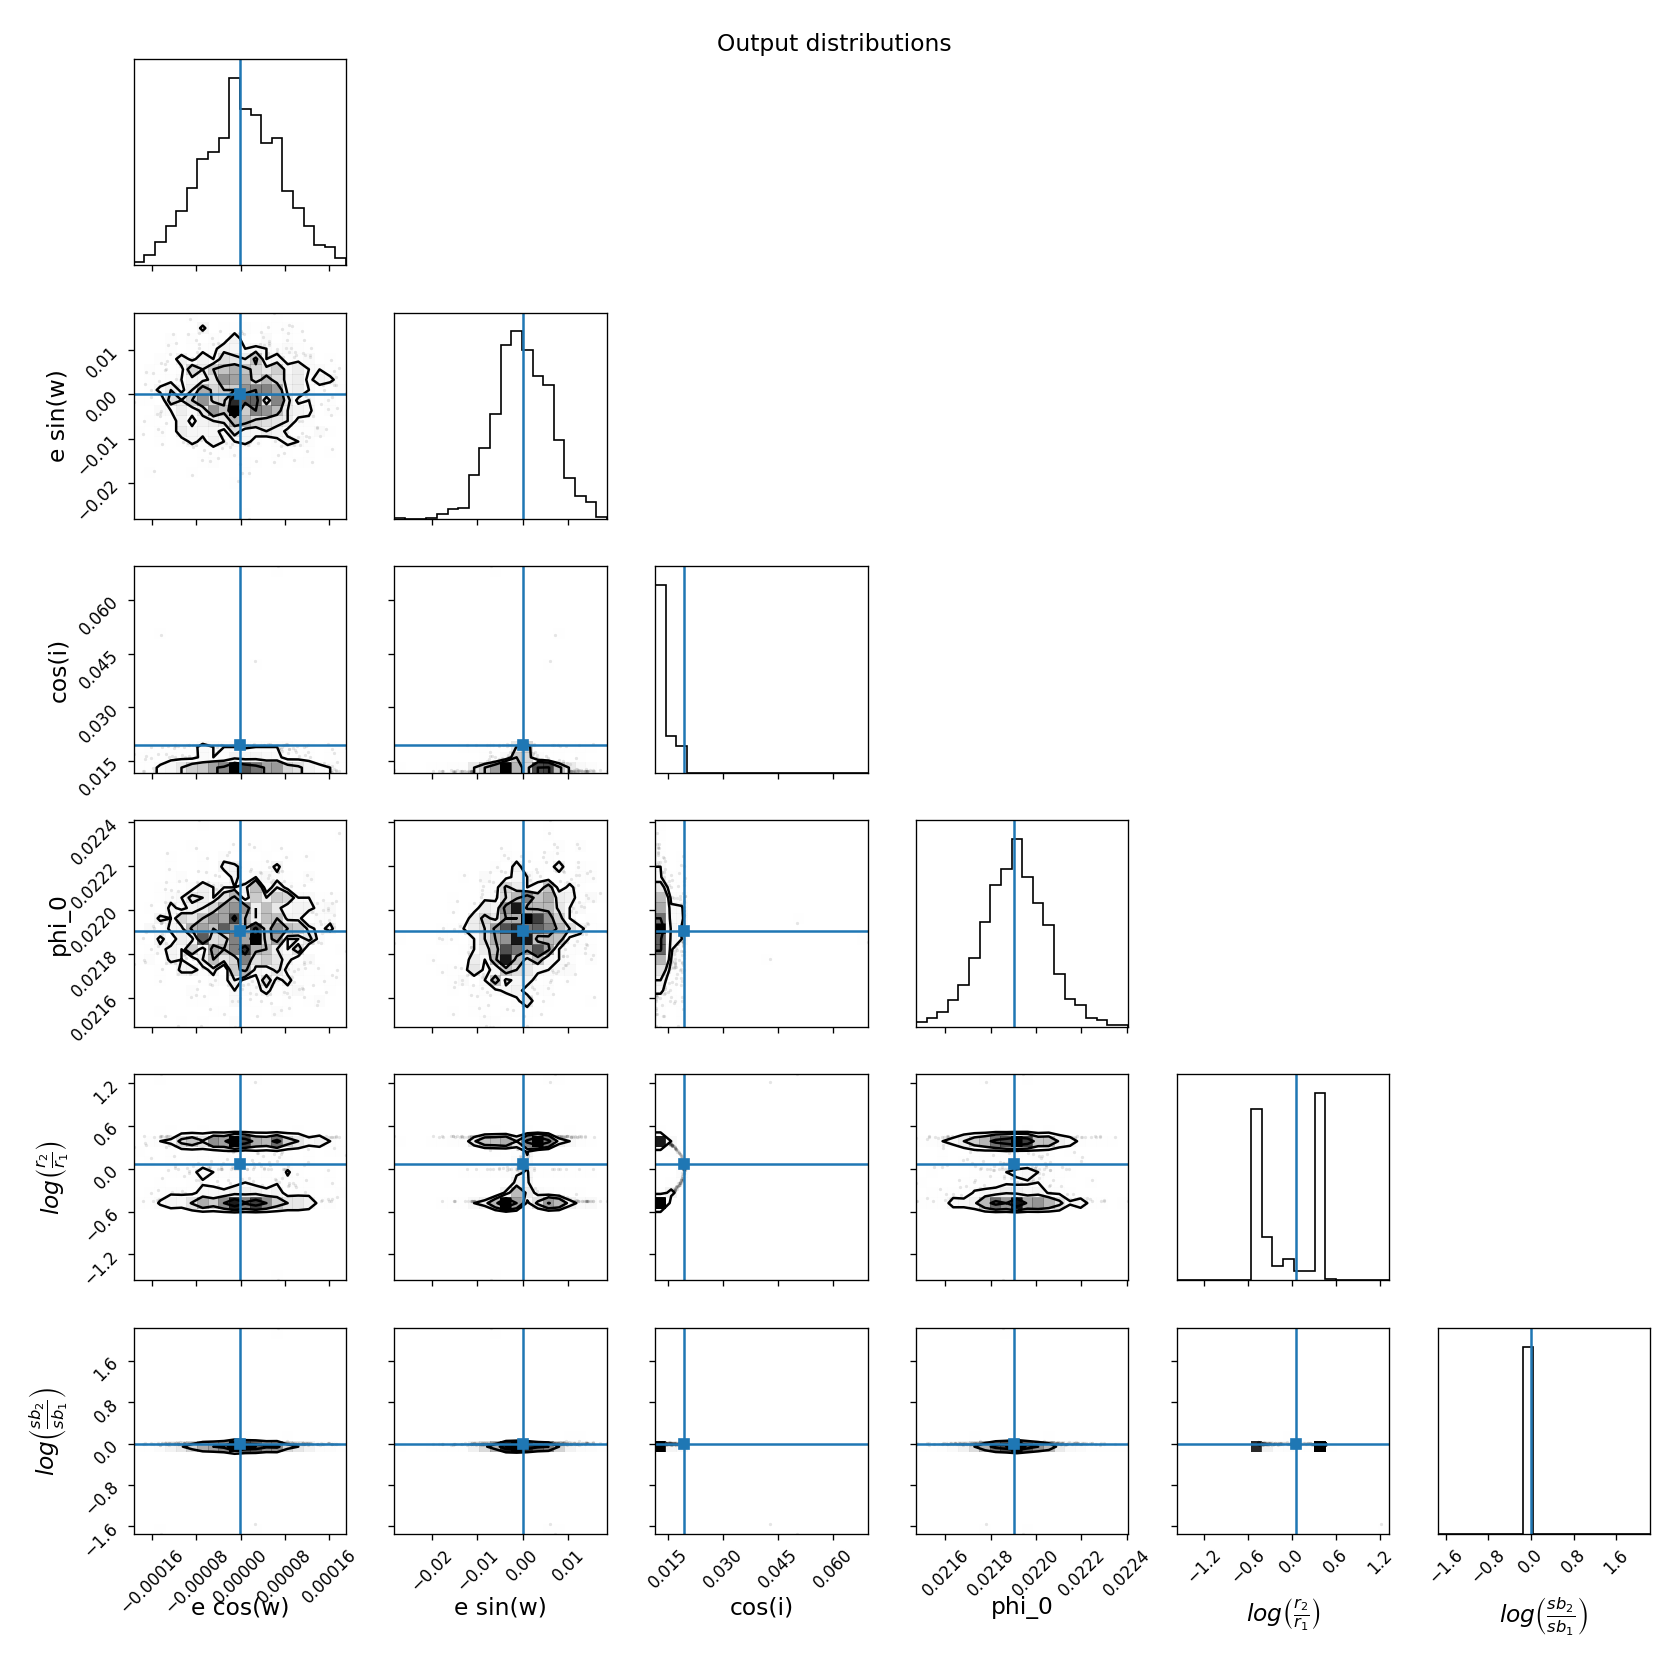 Output distributions
e sin(w)
0.01
0.00
−0.01
−0.02
cos(i)
0.060
0.045
0.030
0.015
phi_0
0.0224
0.0222
0.0220
0.0218
0.0216
log(r₂/r₁)
1.2
0.6
0.0
−0.6
−1.2
log(sb₂/sb₁)
1.6
0.8
0.0
−0.8
−1.6
−0.00016 −0.00008 0.00000 0.00008 0.00016
−0.02 −0.01 0.00 0.01
0.015 0.030 0.045 0.060
0.0216 0.0218 0.0220 0.0222 0.0224
−1.2 −0.6 0.0 0.6 1.2
−1.6 −0.8 0.0 0.8 1.6
e cos(w) e sin(w) cos(i) phi_0 log(r₂/r₁) log(sb₂/sb₁)